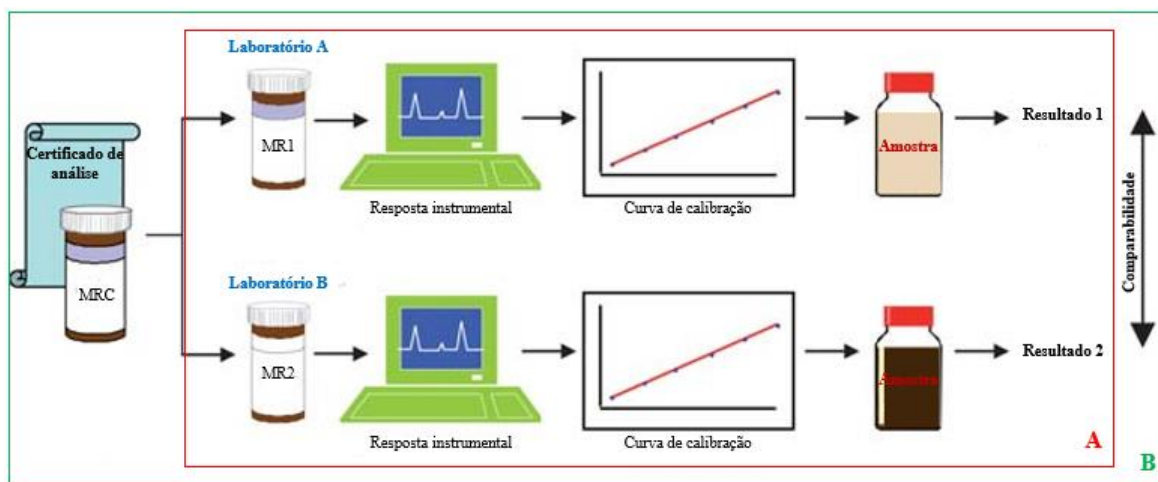 Laboratório A
MR1
Resposta instrumental
Curva de calibração
Amostra
Resultado 1
Certificado de
análise
MRC
Laboratório B
MR2
Resposta instrumental
Curva de calibração
Amostra
Resultado 2
Comparabilidade
A
B